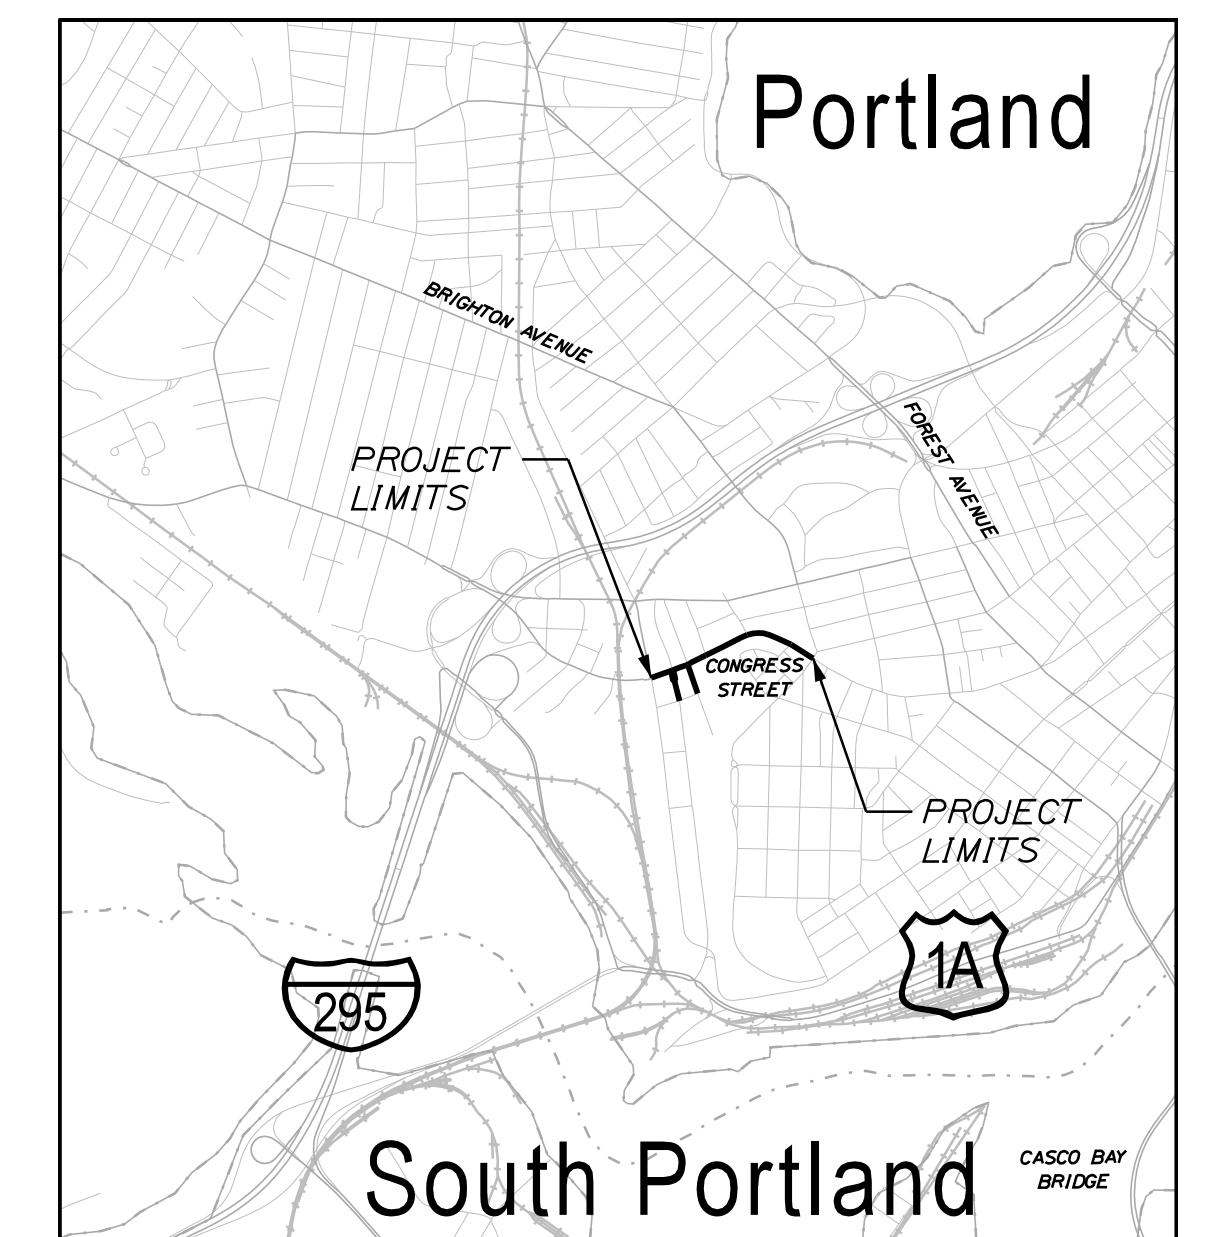 Portland
BRIGHTON AVENUE
FOREST AVENUE
PROJECT
LIMITS
CONGRESS
STREET
PROJECT
LIMITS
1A
295
South Portland
CASCO BAY
BRIDGE